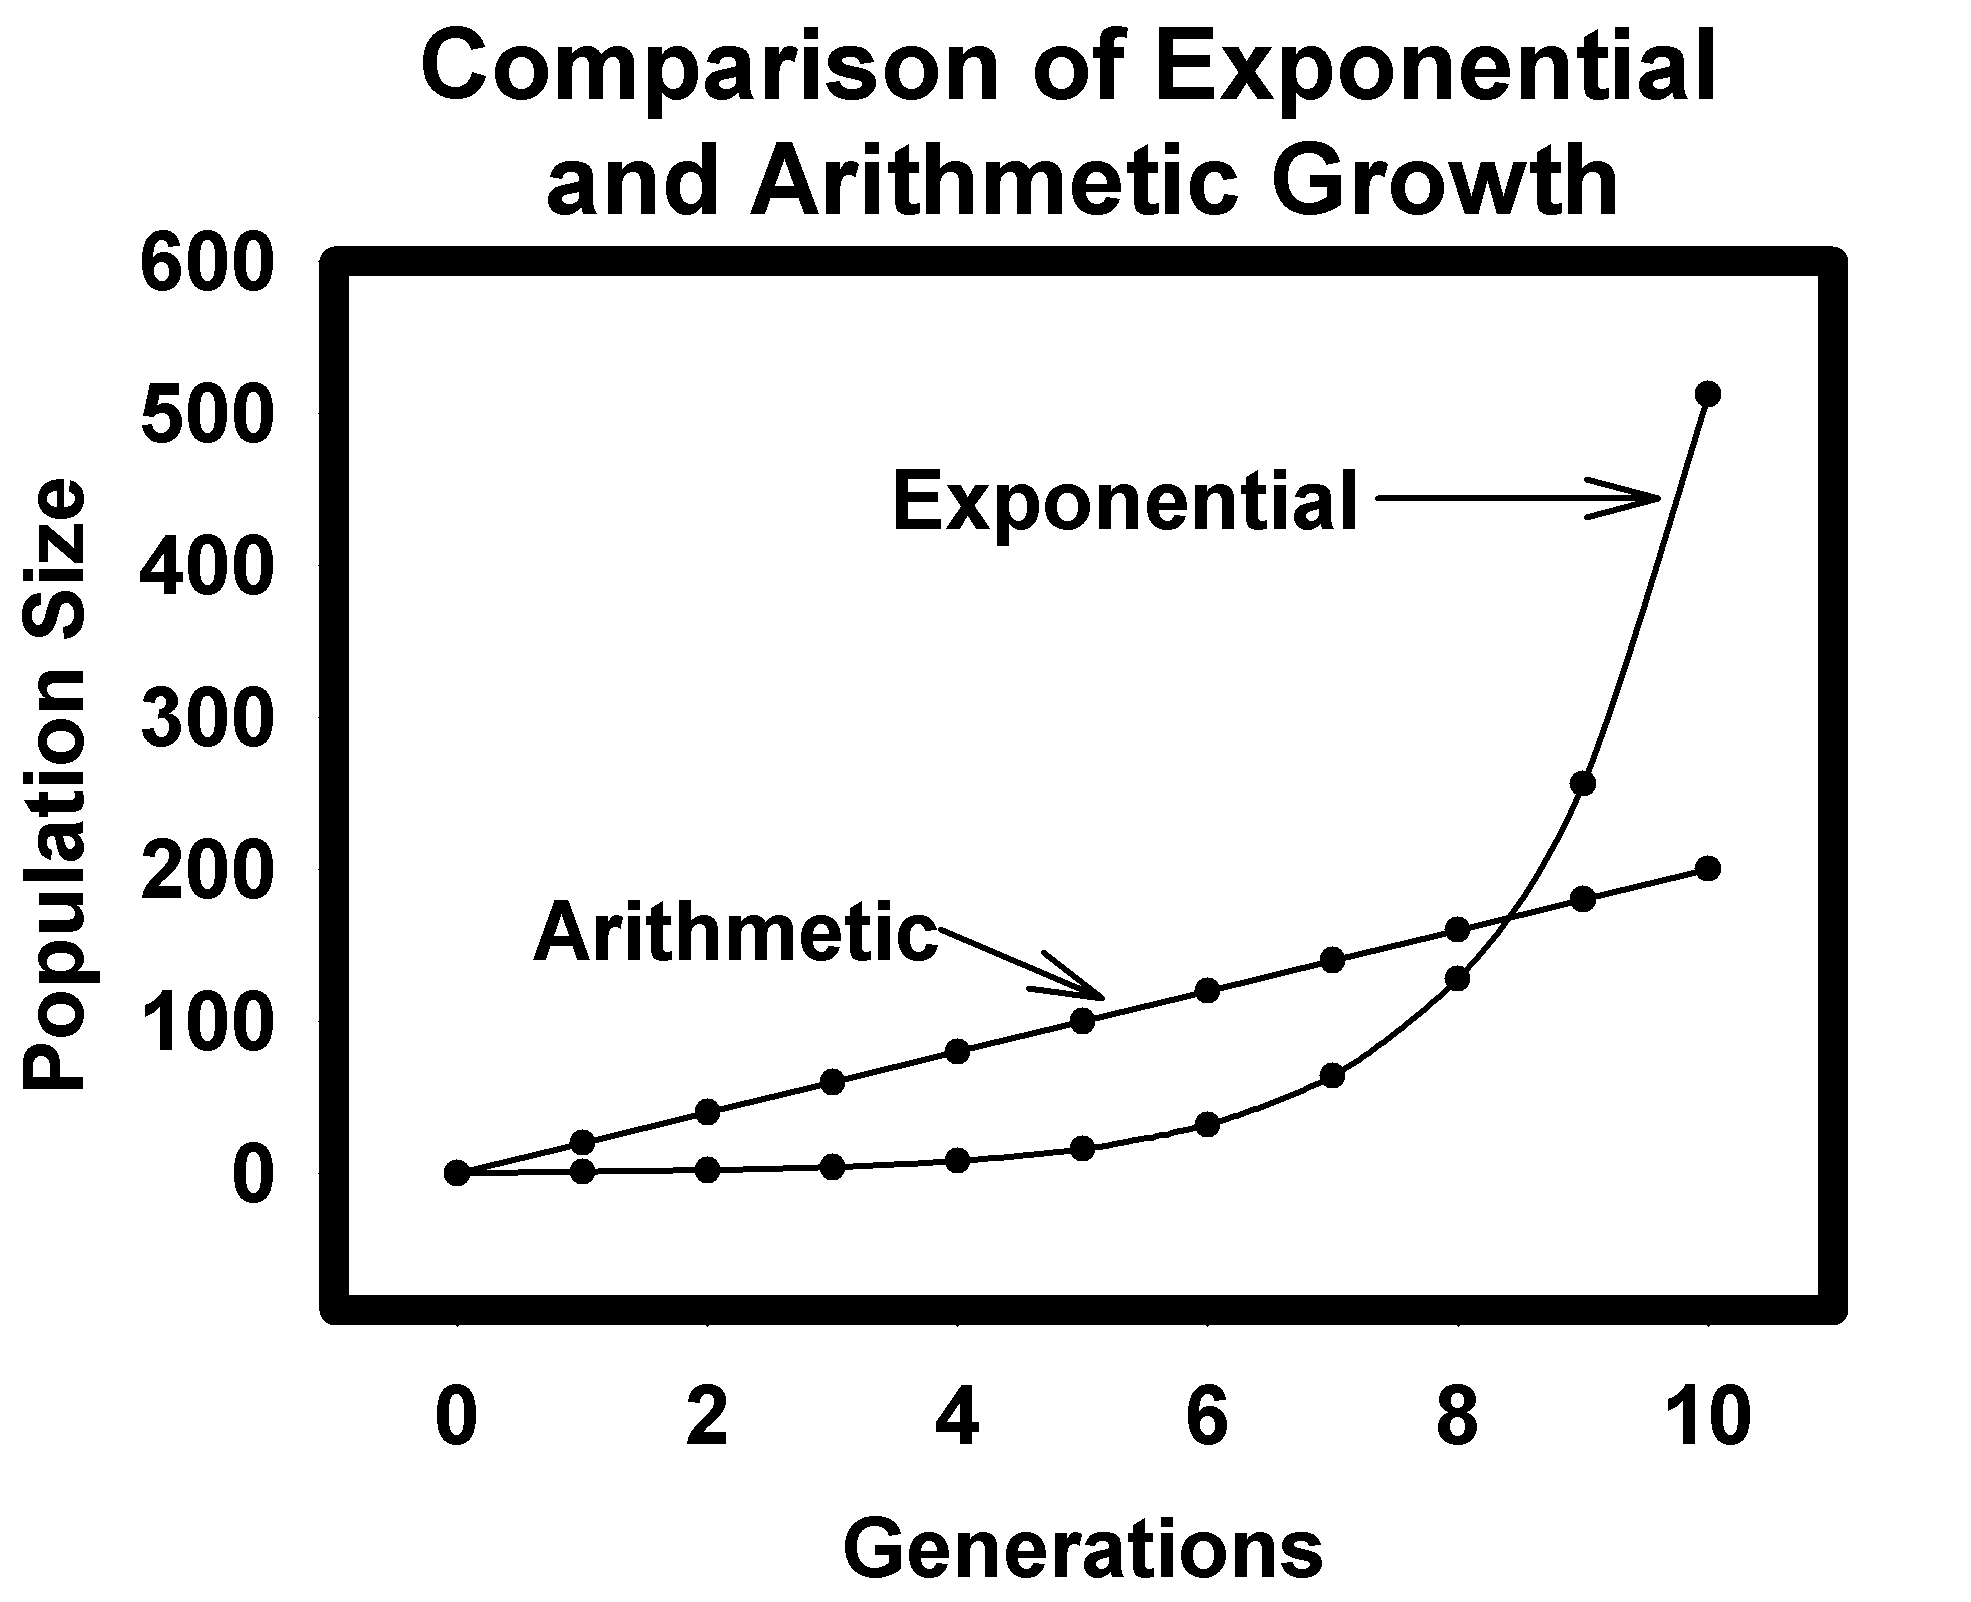 Comparison of Exponential
and Arithmetic Growth
600
500
400
300
200
100
0
Population Size
Exponential
Arithmetic
0 2 4 6 8 10
Generations